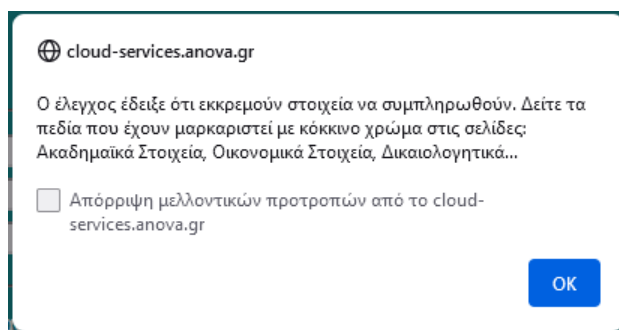 cloud-services.anova.gr
Ο έλεγχος έδειξε ότι εκκρεμούν στοιχεία να συμπληρωθούν. Δείτε τα
πεδία που έχουν μαρκαριστεί με κόκκινο χρώμα στις σελίδες:
Ακαδημαϊκά Στοιχεία, Οικονομικά Στοιχεία, Δικαιολογητικά...
Απόρριψη μελλοντικών προτροπών από το cloud-
services.anova.gr
OK